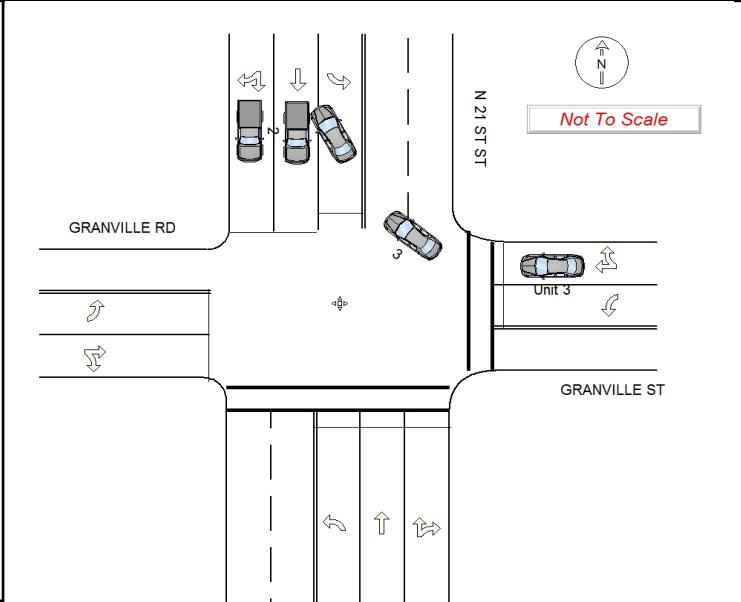 N
Not To Scale
N 21 ST ST
2
GRANVILLE RD
3
Unit 3
GRANVILLE ST